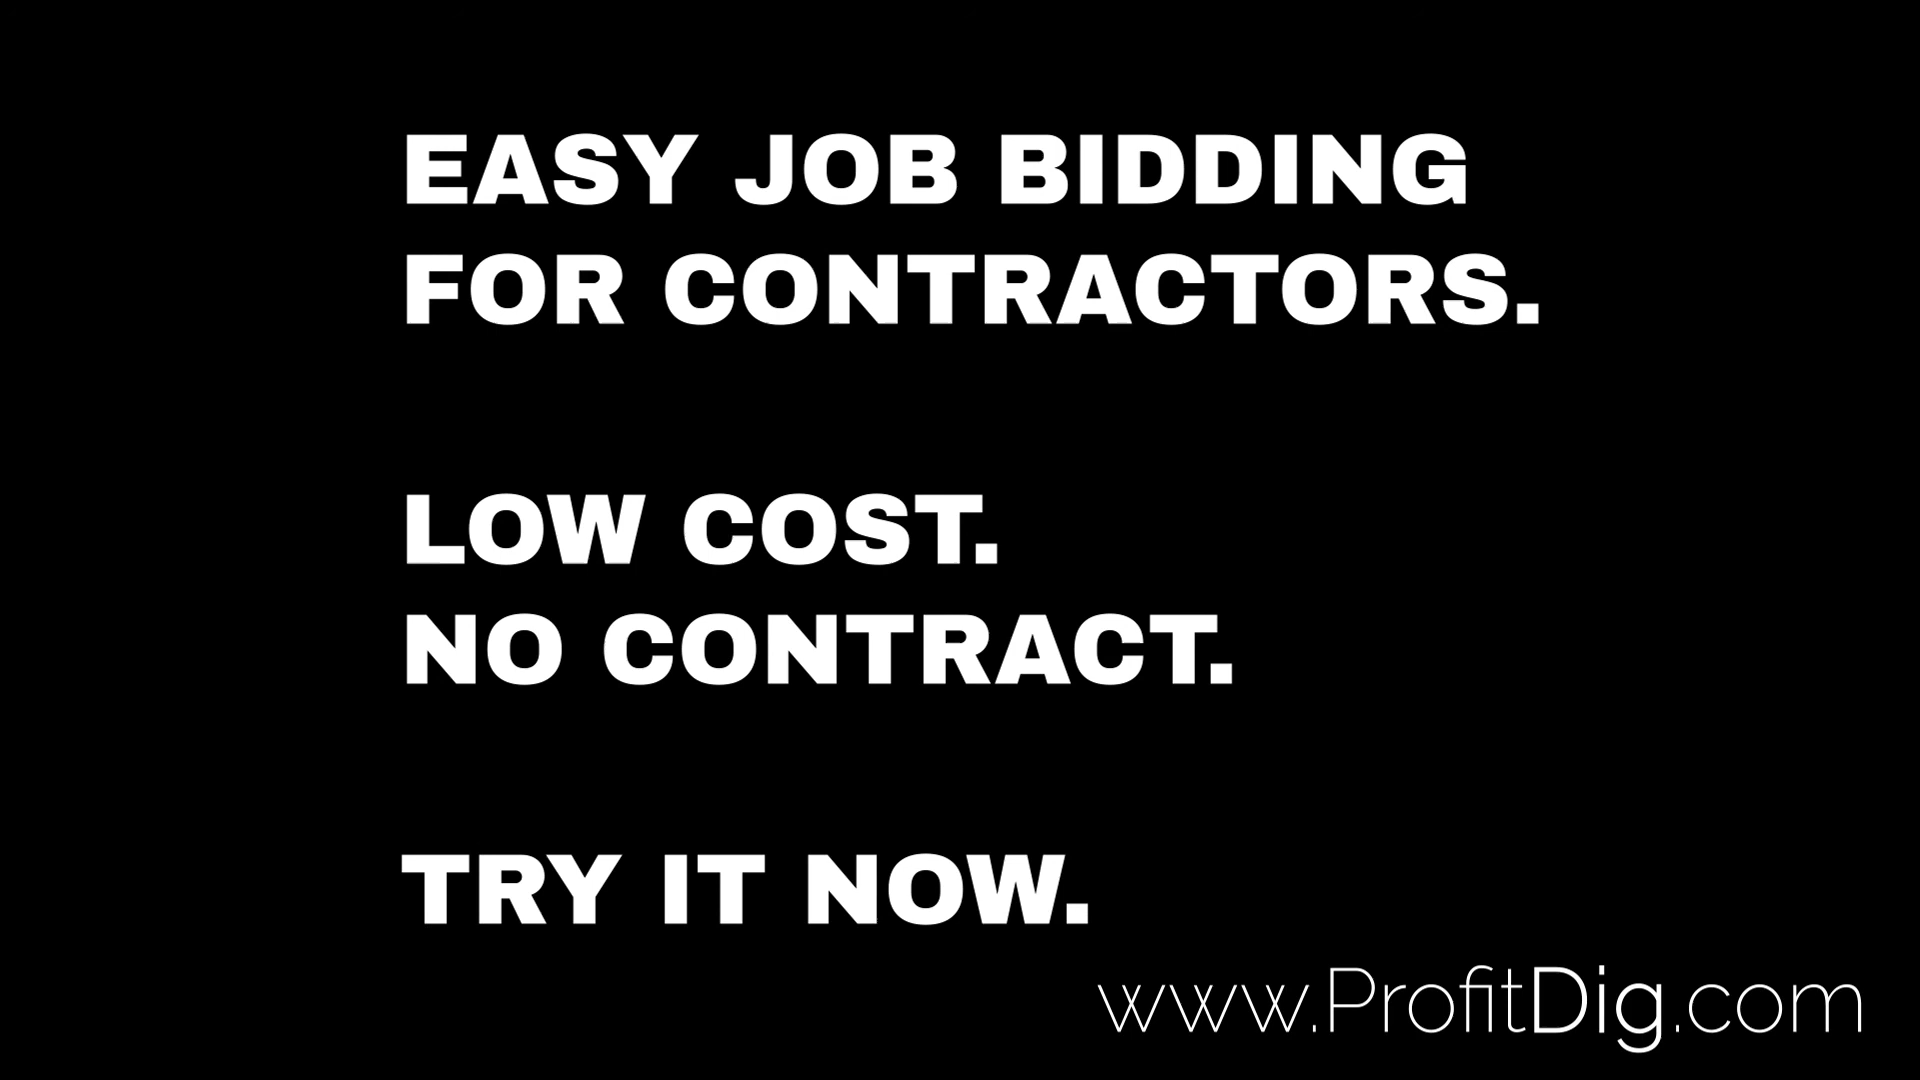 EASY JOB BIDDING
FOR CONTRACTORS.
LOW COST.
NO CONTRACT.
TRY IT NOW.
www.ProfitDig.com